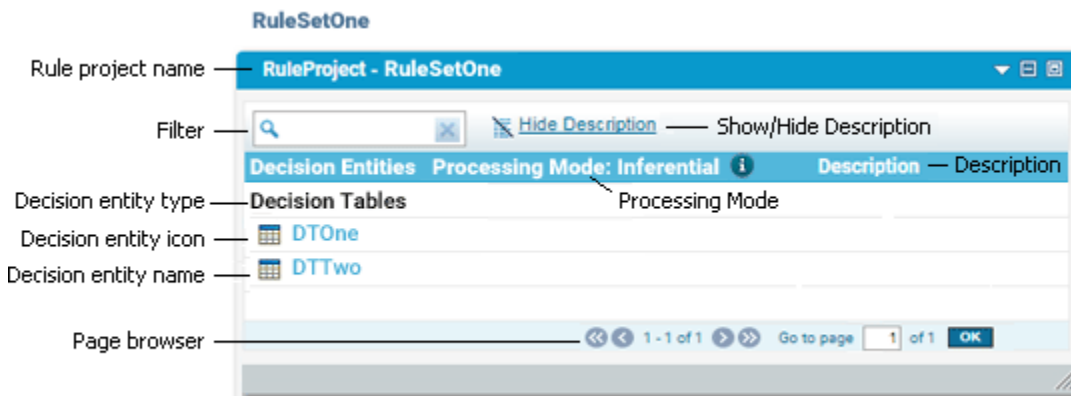 RuleSetOne
Rule project name
RuleProject - RuleSetOne
Filter
Hide Description
Show/Hide Description
Decision Entities Processing Mode: Inferential i Description
Description
Decision entity type
Decision Tables
Processing Mode
Decision entity icon
DTOne
Decision entity name
DTTwo
Page browser
1 - 1 of 1 Go to page 1 of 1 OK